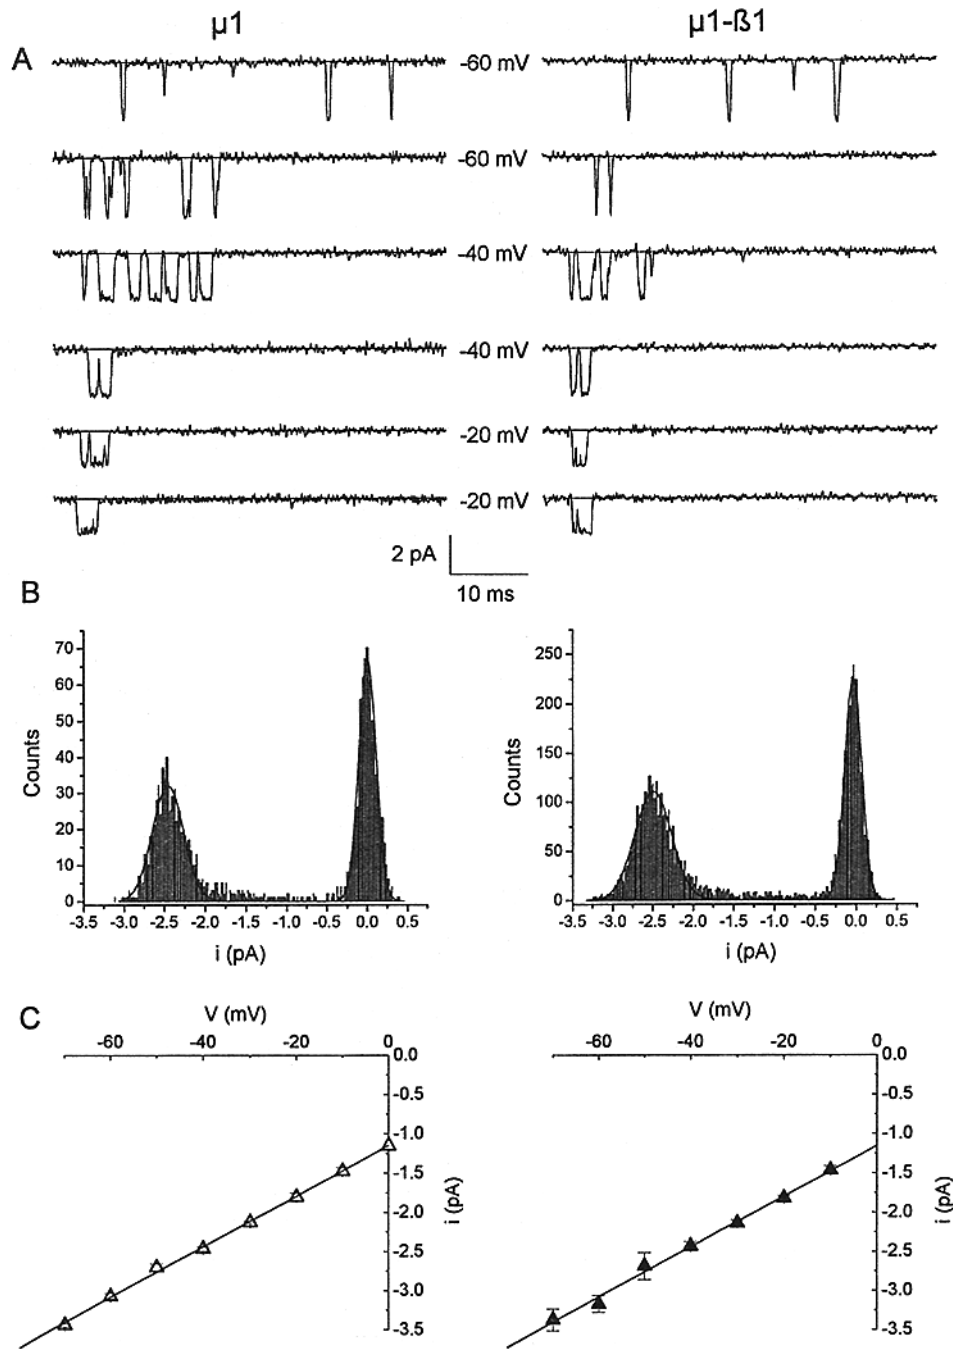 µ1 µ1-ß1
A
-60 mV
-60 mV
-40 mV
-40 mV
-20 mV
-20 mV
2 pA
10 ms
B
70
60
50
40
30
20
10
0
Counts
-3.5 -3.0 -2.5 -2.0 -1.5 -1.0 -0.5 0.0 0.5
i (pA)
250
200
150
100
50
0
Counts
-3.5 -3.0 -2.5 -2.0 -1.5 -1.0 -0.5 0.0 0.5
i (pA)
C
V (mV)
-60 -40 -20 0
0.0
-0.5
-1.0
-1.5
-2.0
-2.5
-3.0
-3.5
i (pA)
V (mV)
-60 -40 -20 0
0.0
-0.5
-1.0
-1.5
-2.0
-2.5
-3.0
-3.5
i (pA)